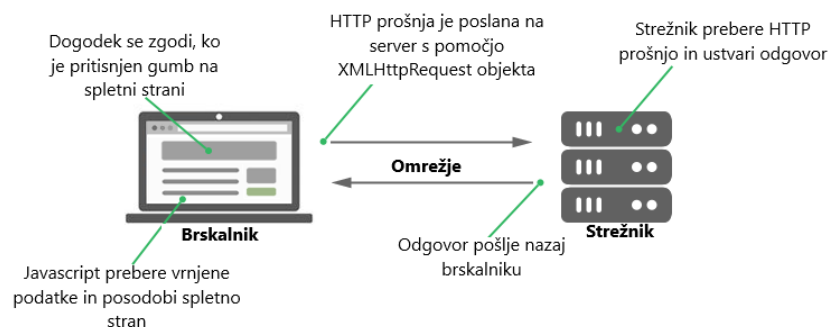 Dogodek se zgodi, ko
je pritisnjen gumb na
spletni strani
HTTP prošnja je poslana na
server s pomočjo
XMLHttpRequest objekta
Strežnik prebere HTTP
prošnjo in ustvari odgovor
Omrežje
Brskalnik
Strežnik
Odgovor pošlje nazaj
brskalniku
Javascript prebere vrnjene
podatke in posodobi spletno
stran